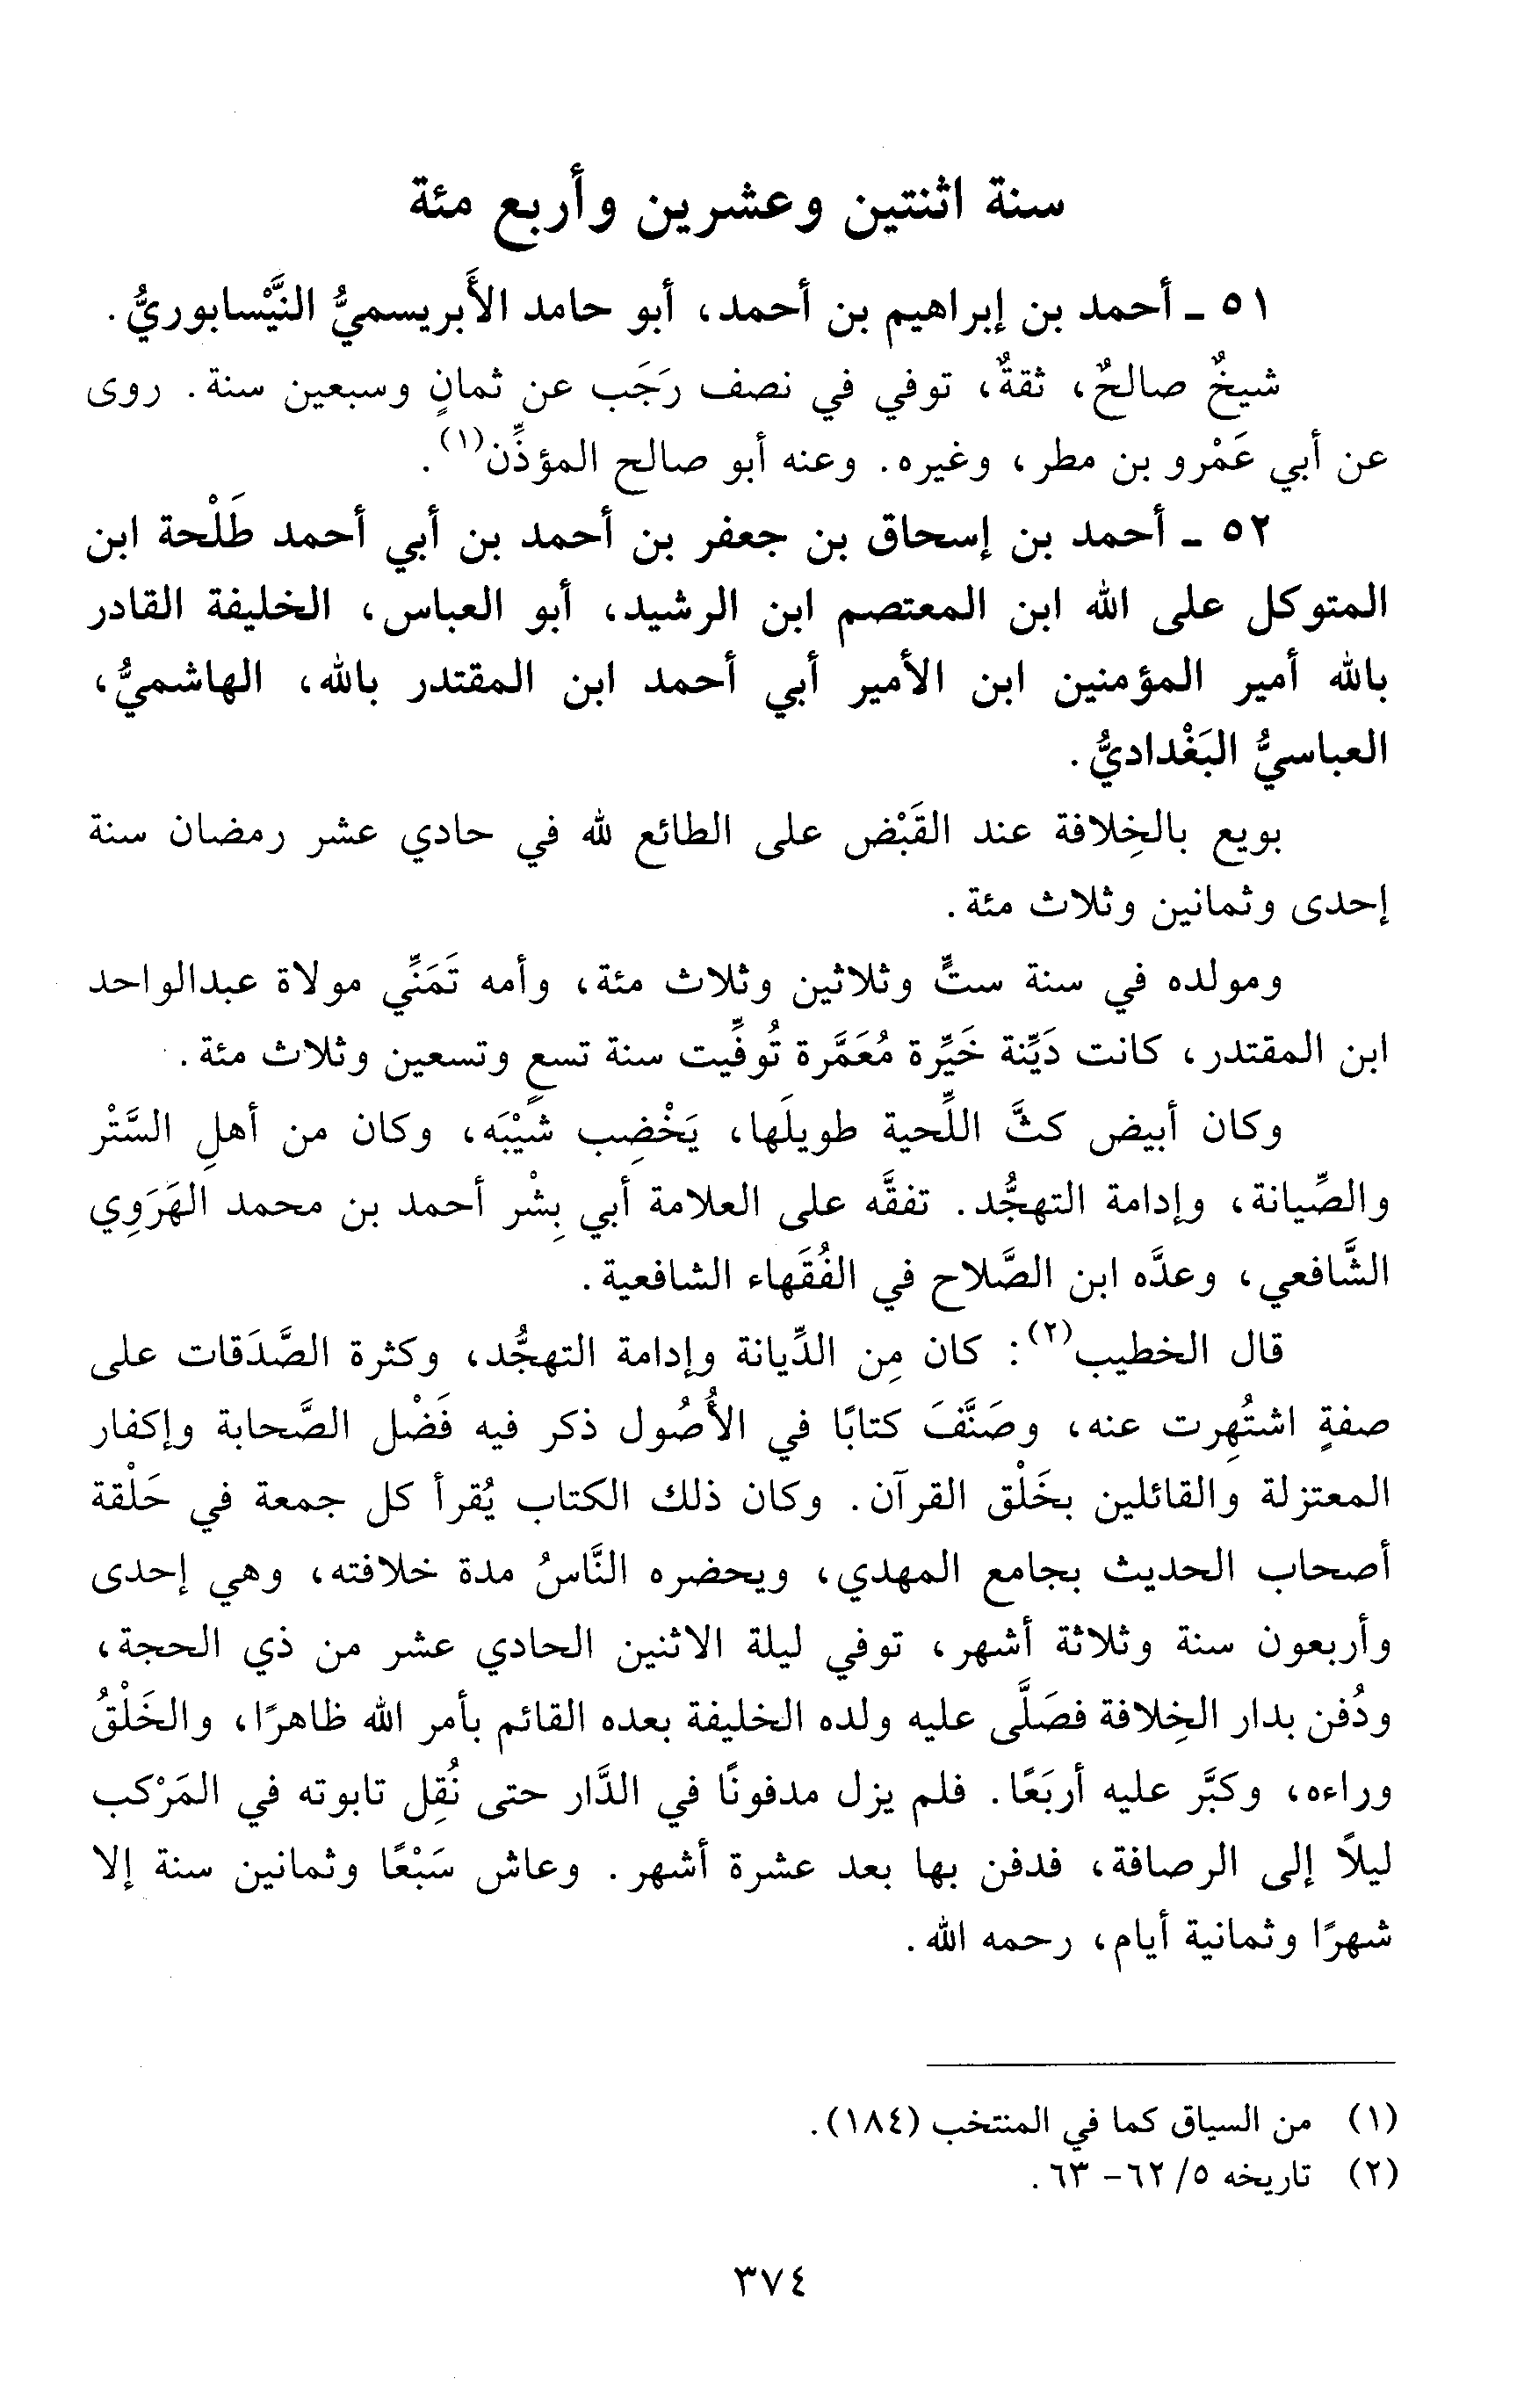 سنة اثنتين وعشرين وأربع مئة
٥١ - أحمد بن إبراهيم بن أحمد، أبو حامد الأَبريسميُّ النَّيْسابوريُّ.
شيخٌ صالحٌ، ثقةٌ، توفي في نصف رَجَب عن ثمانٍ وسبعين سنة. روى
عن أبي عَمْرو بن مطر، وغيره. وعنه أبو صالح المؤذِّن(١).
٥٢ - أحمد بن إسحاق بن جعفر بن أحمد بن أبي أحمد طَلْحة ابن
المتوكل على الله ابن المعتصم ابن الرشيد، أبو العباس، الخليفة القادر
بالله أمير المؤمنين ابن الأمير أبي أحمد ابن المقتدر بالله، الهاشميُّ،
العباسيُّ البَغْداديُّ.
بويع بالخِلافة عند القَبْض على الطائع لله في حادي عشر رمضان سنة
إحدى وثمانين وثلاث مئة.
ومولده في سنة ستٍّ وثلاثين وثلاث مئة، وأمه تَمَنِّي مولاة عبدالواحد
ابن المقتدر، كانت دَيِّنة خَيِّرة مُعَمَّرة تُوفِّيت سنة تسعٍ وتسعين وثلاث مئة.
وكان أبيض كثَّ اللِّحية طويلَها، يَخْضِب شَيْبَه، وكان من أهلِ السَّتْر
والصِّيانة، وإدامة التهجُّد. تفقَّه على العلامة أبي بِشْر أحمد بن محمد الهَرَوِي
الشَّافعي، وعدَّه ابن الصَّلاح في الفُقَهاء الشافعية.
قال الخطيب(٢): كان مِن الدِّيانة وإدامة التهجُّد، وكثرة الصَّدَقات على
صفةٍ اشتُهِرت عنه، وصَنَّفَ كتابًا في الأُصُول ذكر فيه فَضْل الصَّحابة وإكفار
المعتزلة والقائلين بخَلْق القرآن. وكان ذلك الكتاب يُقرأ كل جمعة في حَلْقة
أصحاب الحديث بجامع المهدي، ويحضره النَّاسُ مدة خلافته، وهي إحدى
وأربعون سنة وثلاثة أشهر، توفي ليلة الاثنين الحادي عشر من ذي الحجة،
ودُفن بدار الخِلافة فصَلَّى عليه ولده الخليفة بعده القائم بأمر الله ظاهرًا، والخَلْقُ
وراءه، وكبَّر عليه أربَعًا. فلم يزل مدفونًا في الدَّار حتى نُقِل تابوته في المَرْكب
ليلاً إلى الرصافة، فدفن بها بعد عشرة أشهر. وعاش سَبْعًا وثمانين سنة إلا
شهرًا وثمانية أيام، رحمه الله.
(١) من السياق كما في المنتخب (١٨٤).
(٢) تاريخه ٥/ ٦٢- ٦٣.
٣٧٤